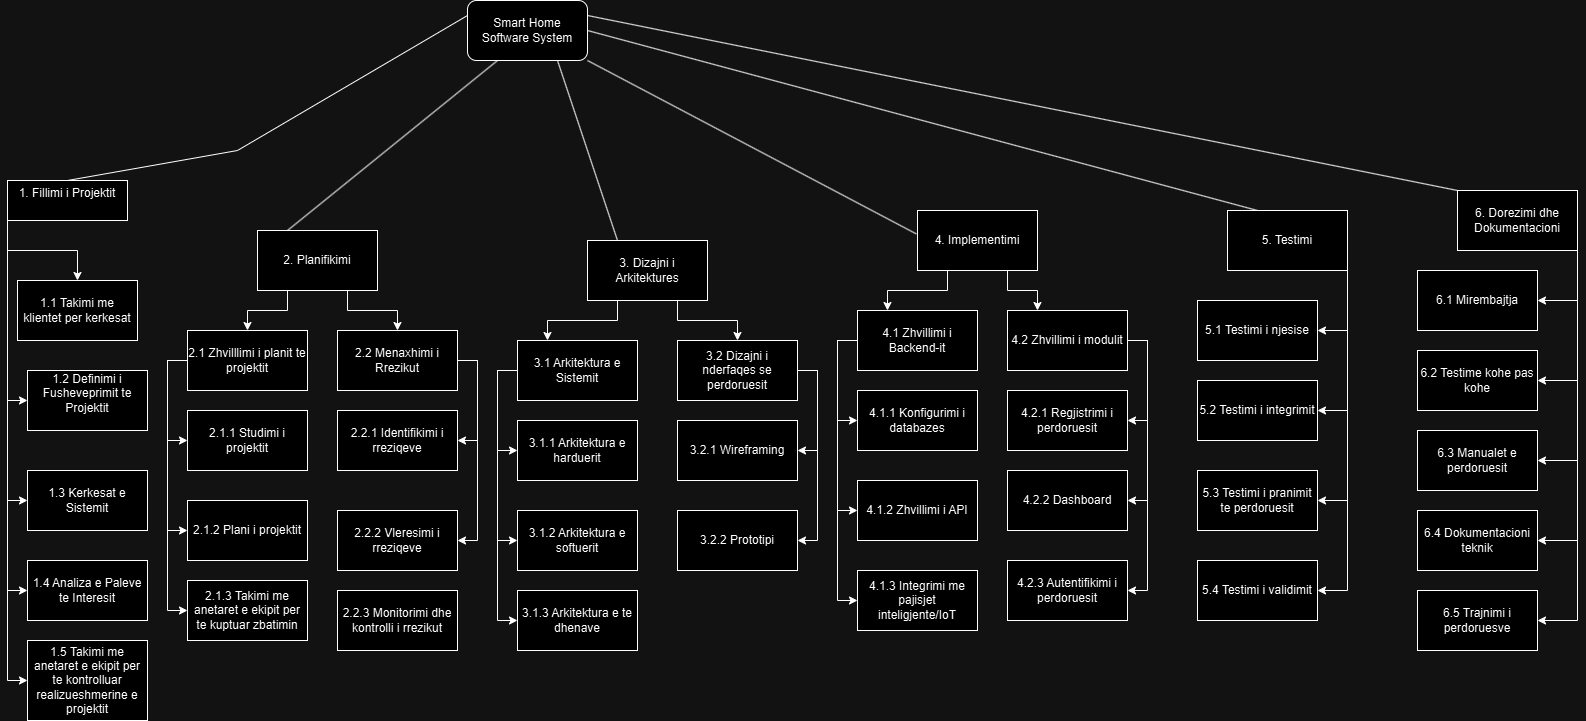 Smart Home
Software System
1. Fillimi i Projektit
1.1 Takimi me
klientet per kerkesat
1.2 Definimi i
Fusheveprimit te
Projektit
1.3 Kerkesat e
Sistemit
1.4 Analiza e Paleve
te Interesit
1.5 Takimi me
anetaret e ekipit per
te kontrolluar
realizueshmerine e
projektit
2. Planifikimi
2.1 Zhvilllimi i planit te
projektit
2.1.1 Studimi i
projektit
2.1.2 Plani i projektit
2.1.3 Takimi me
anetaret e ekipit per
te kuptuar zbatimin
2.2 Menaxhimi i
Rrezikut
2.2.1 Identifikimi i
rreziqeve
2.2.2 Vleresimi i
rreziqeve
2.2.3 Monitorimi dhe
kontrolli i rrezikut
3. Dizajni i
Arkitektures
3.1 Arkitektura e
Sistemit
3.1.1 Arkitektura e
harduerit
3.1.2 Arkitektura e
softuerit
3.1.3 Arkitektura e te
dhenave
3.2 Dizajni i
nderfaqes se
perdoruesit
3.2.1 Wireframing
3.2.2 Prototipi
4. Implementimi
4.1 Zhvillimi i
Backend-it
4.1.1 Konfigurimi i
databazes
4.1.2 Zhvillimi i API
4.1.3 Integrimi me
pajisjet
inteligjente/IoT
4.2 Zhvillimi i modulit
4.2.1 Regjistrimi i
perdoruesit
4.2.2 Dashboard
4.2.3 Autentifikimi i
perdoruesit
5. Testimi
5.1 Testimi i njesise
5.2 Testimi i integrimit
5.3 Testimi i pranimit
te perdoruesit
5.4 Testimi i validimit
6. Dorezimi dhe
Dokumentacioni
6.1 Mirembajtja
6.2 Testime kohe pas
kohe
6.3 Manualet e
perdoruesit
6.4 Dokumentacioni
teknik
6.5 Trajnimi i
perdoruesve